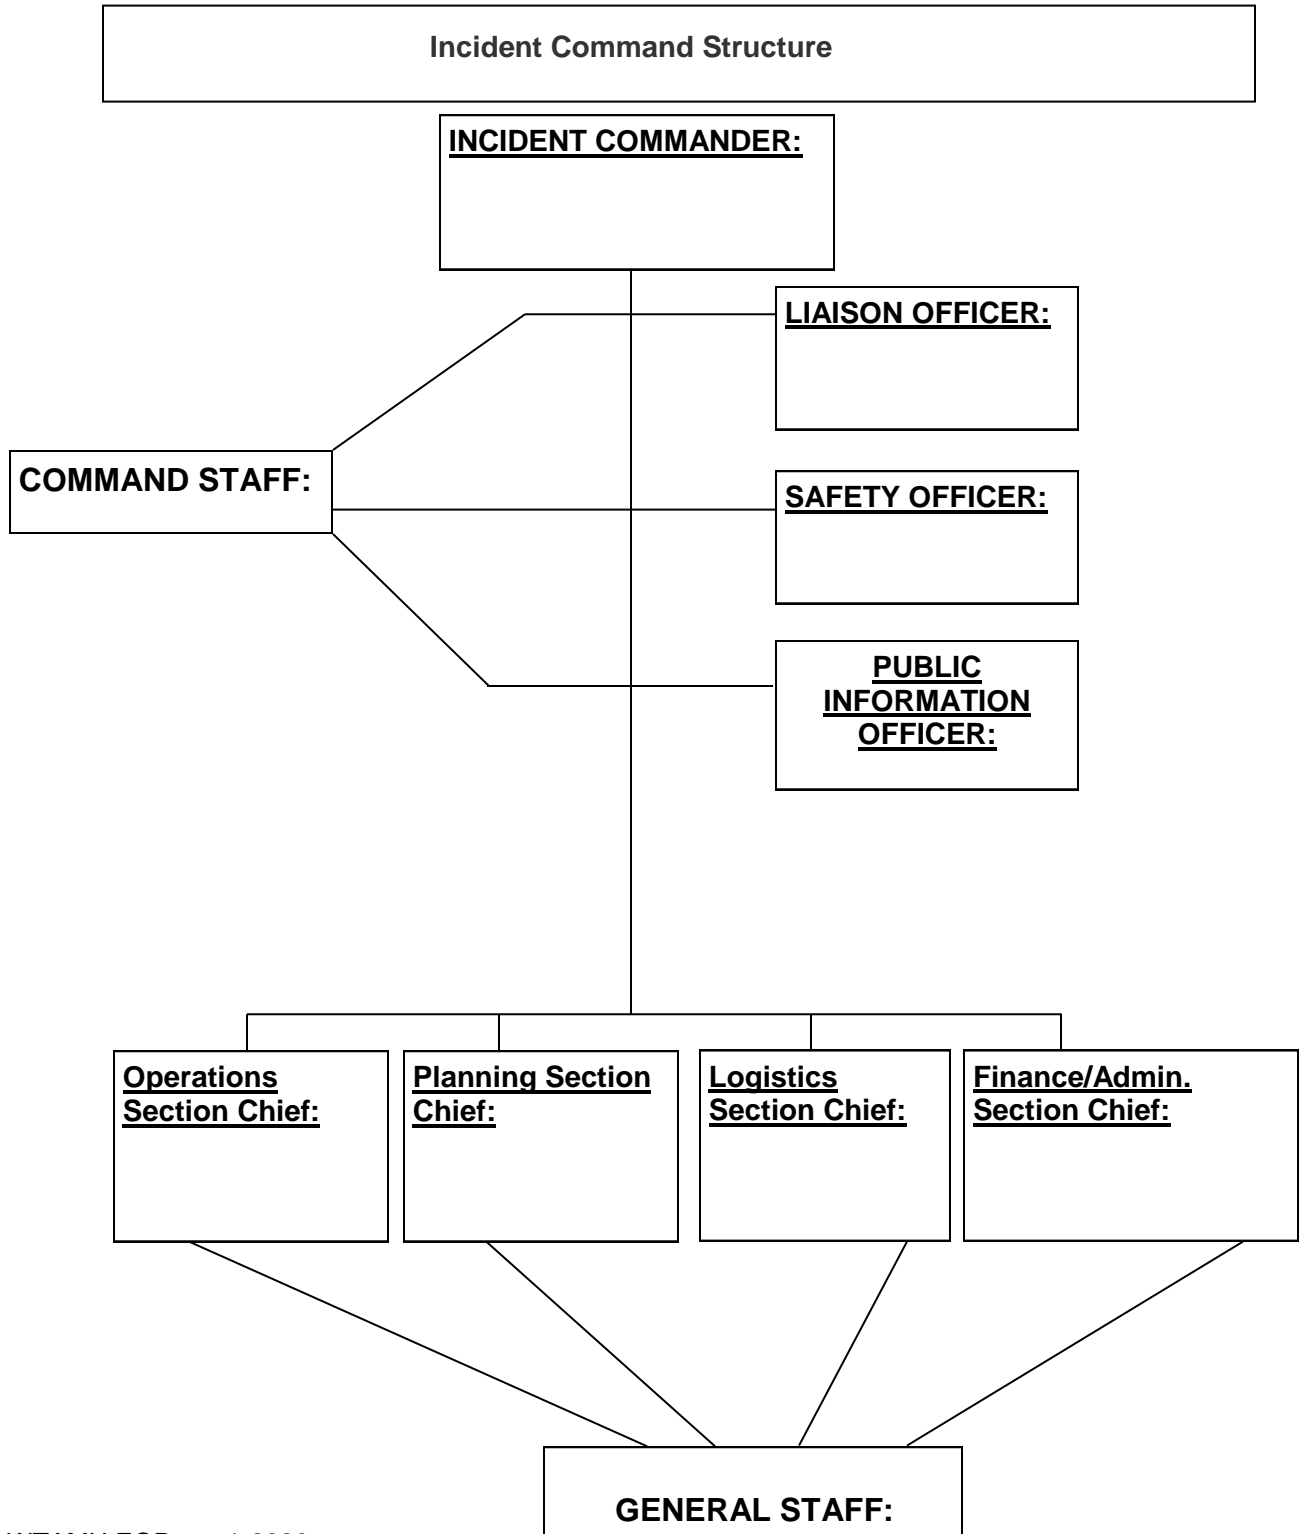 Incident Command Structure
INCIDENT COMMANDER:
LIAISON OFFICER:
COMMAND STAFF:
SAFETY OFFICER:
PUBLIC
INFORMATION
OFFICER:
Operations
Section Chief:
Planning Section
Chief:
Logistics
Section Chief:
Finance/Admin.
Section Chief:
GENERAL STAFF: